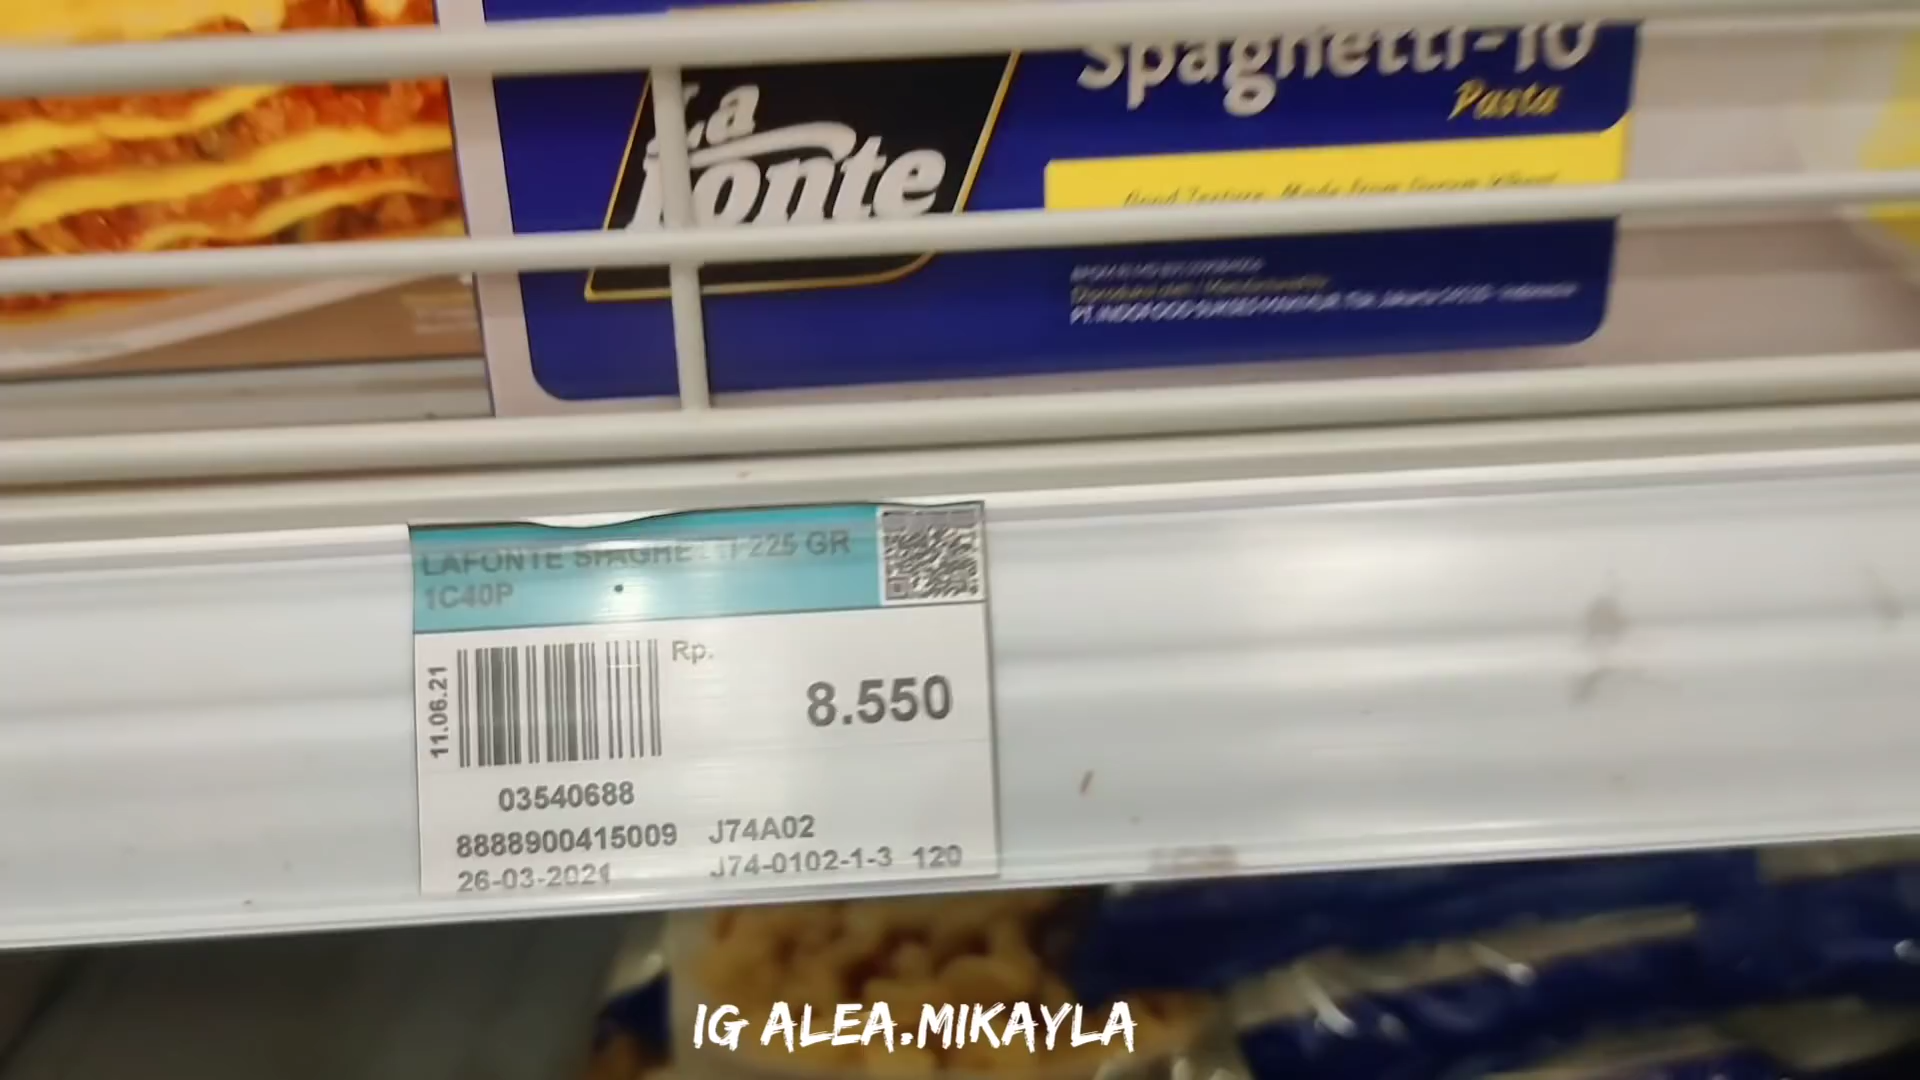 Spaghetti-10
Pasta
La
Fonte
LAFONTE SPAGHETTI 225 GR
1C40P
11.06.21
Rp.
8.550
03540688
8888900415009 J74A02
26-03-2021 J74-0102-1-3 120
IG ALEA.MIKAYLA